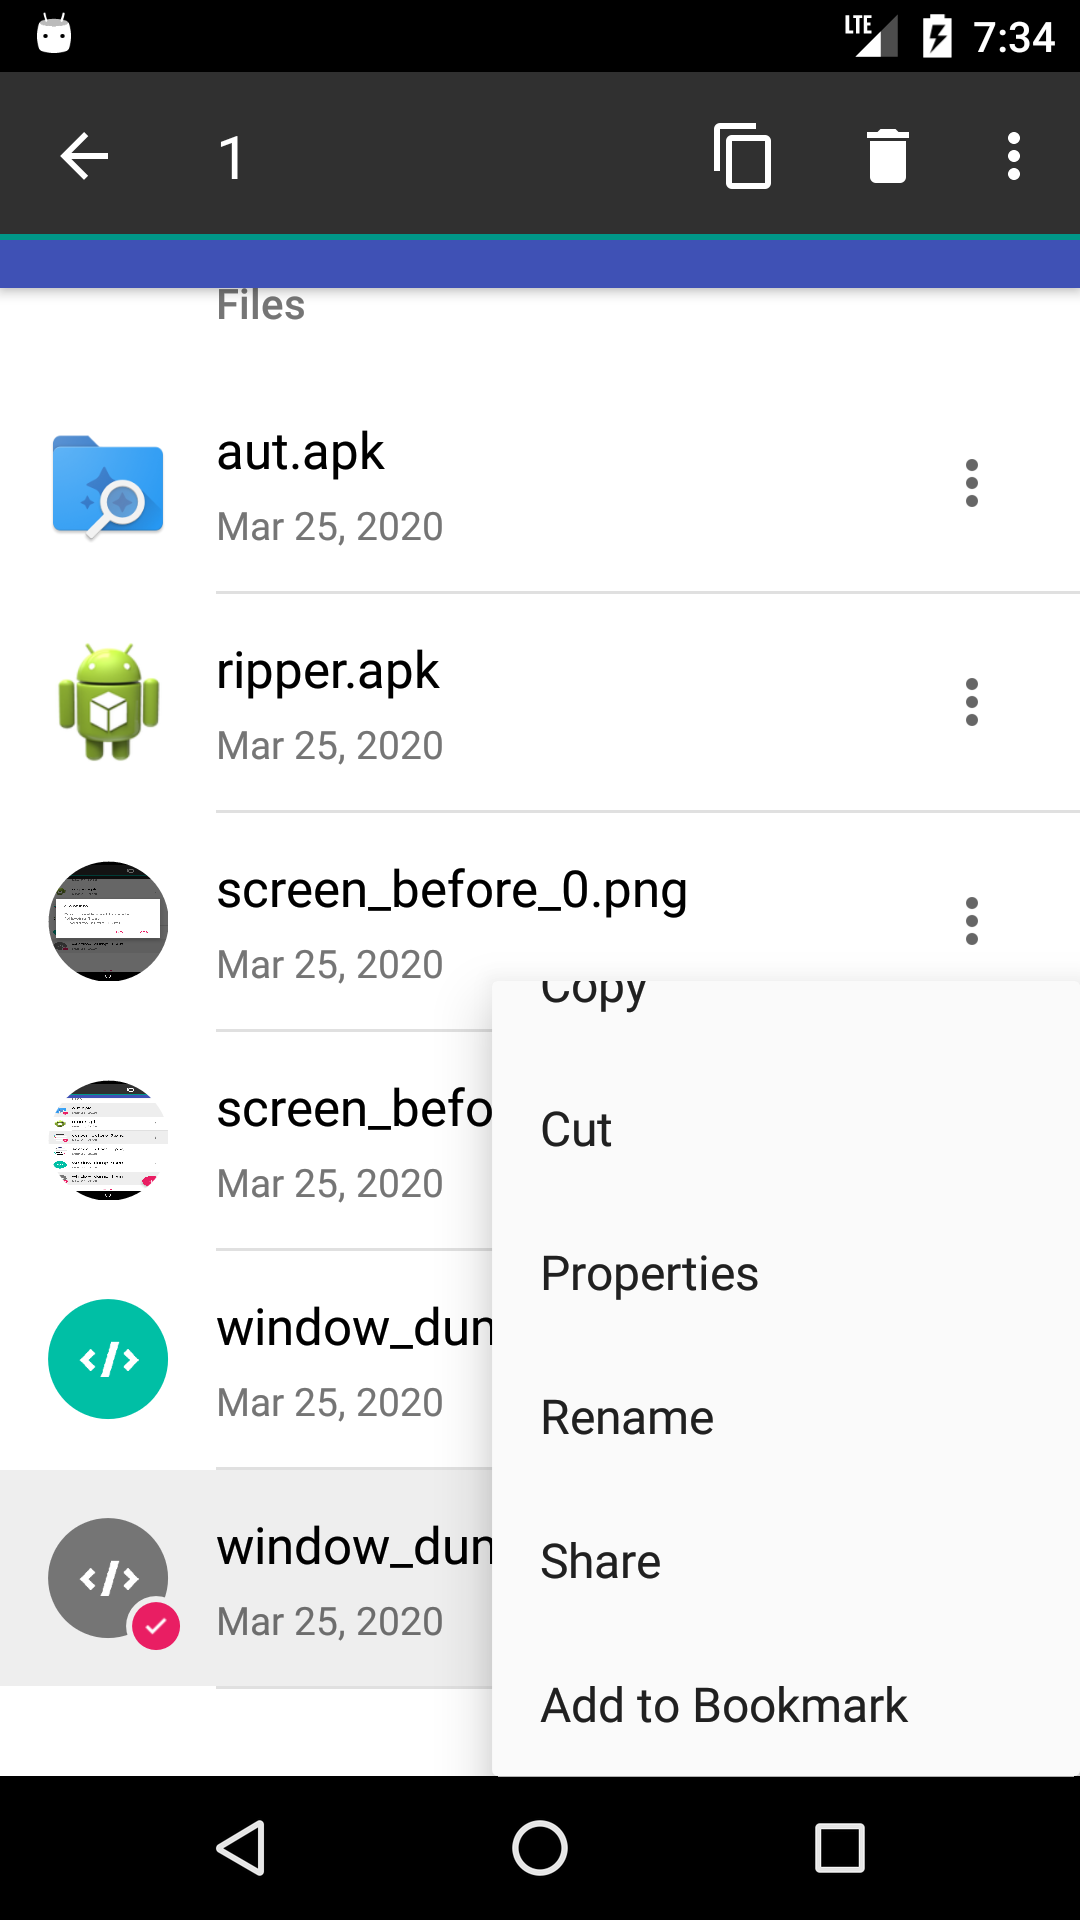 LTE 7:34
1
Files
aut.apk
Mar 25, 2020
ripper.apk
Mar 25, 2020
screen_before_0.png
Mar 25, 2020
Copy
screen_befo
Cut
Mar 25, 2020
Properties
window_dum
Mar 25, 2020
Rename
window_dum
Share
Mar 25, 2020
Add to Bookmark